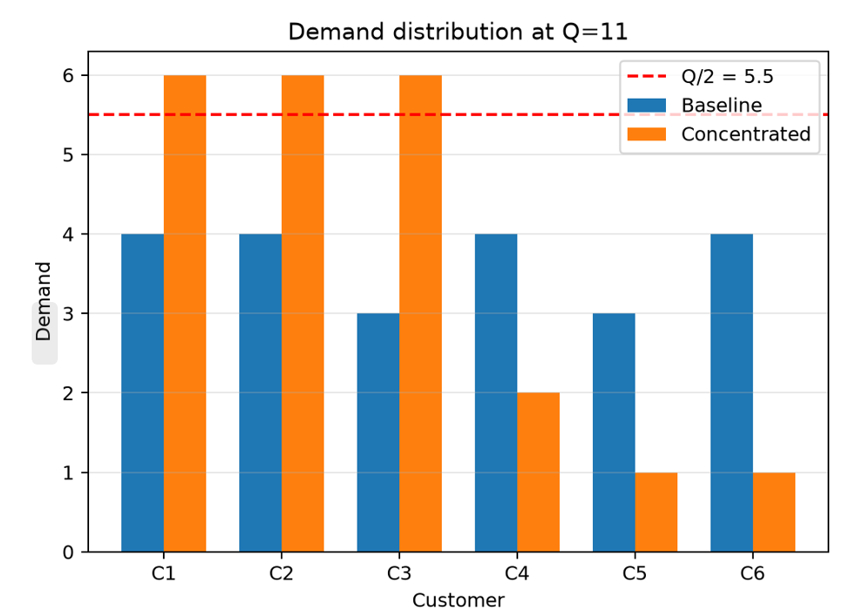 Demand distribution at Q=11
Q/2 = 5.5
Baseline
Concentrated
Demand
6
5
4
3
2
1
0
C1 C2 C3 C4 C5 C6
Customer